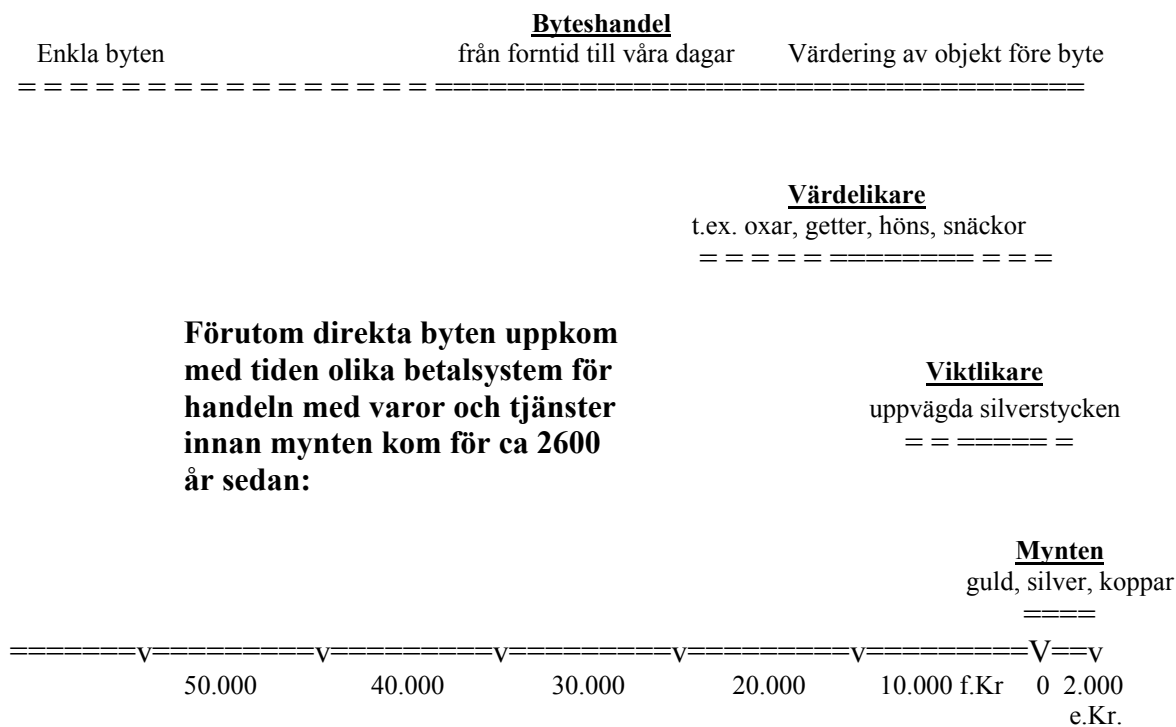 Byteshandel
Enkla byten från forntid till våra dagar Värdering av objekt före byte
= = = = = = = = = = = = = = = = ====================================
Värdelikare
t.ex. oxar, getter, höns, snäckor
= = = = = ======== = = =
Förutom direkta byten uppkom
med tiden olika betalsystem för
handeln med varor och tjänster
innan mynten kom för ca 2600
år sedan:
Viktlikare
uppvägda silverstycken
= = ===== =
Mynten
guld, silver, koppar
====
=======v=========v=========v=========v=========v=========V==v
50.000 40.000 30.000 20.000 10.000 f.Kr 0 2.000
e.Kr.